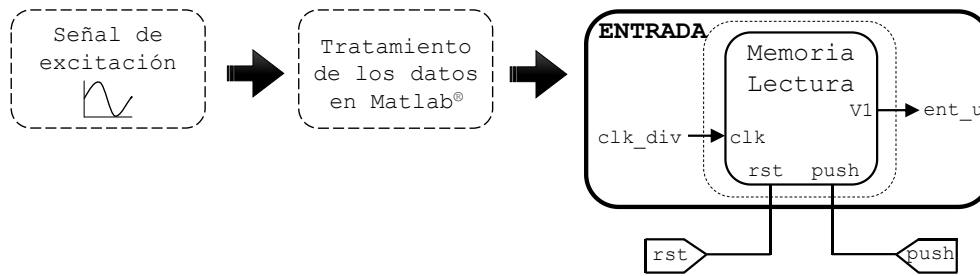 Señal de
excitación
Tratamiento
de los datos
en Matlab®
ENTRADA
Memoria
Lectura
V1
ent_u
clk_div
clk
rst push
rst
push